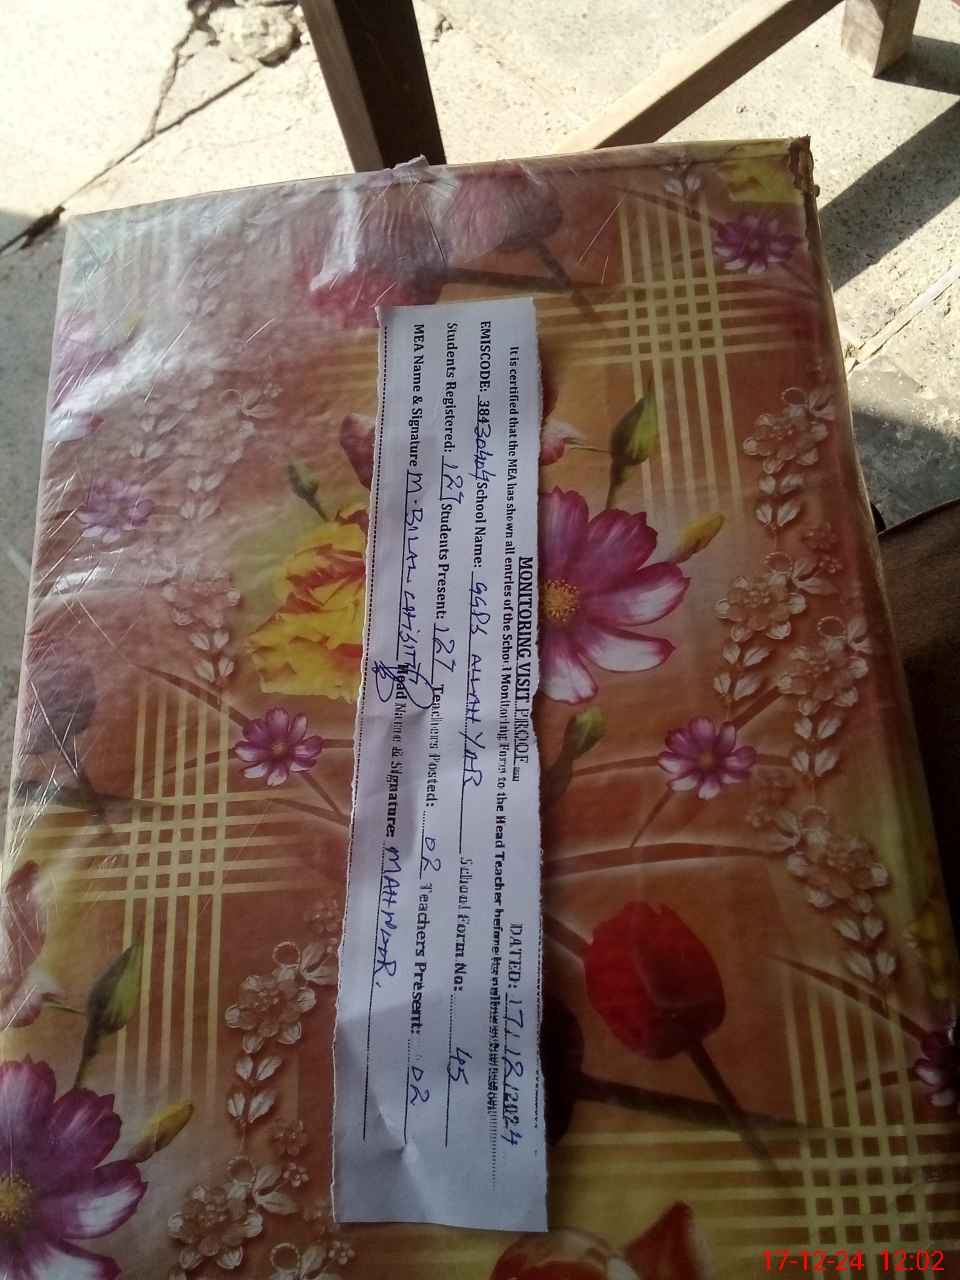 MONITORING VISIT PROOF DATED: 17/12/2024
It is certified that the MEA has shown all entries of the School Monitoring Form to the Head Teacher before
EMISCODE: 38430404 School Name: GGPS ALLAH YAR School Form No: 45
Students Registered: 127 Students Present: 127 Teachers Posted: 02 Teachers Present: 02
MEA Name & Signature M. BILAL CHISHTI Head Name & Signature: MAHNOOR.
17-12-24 12:02